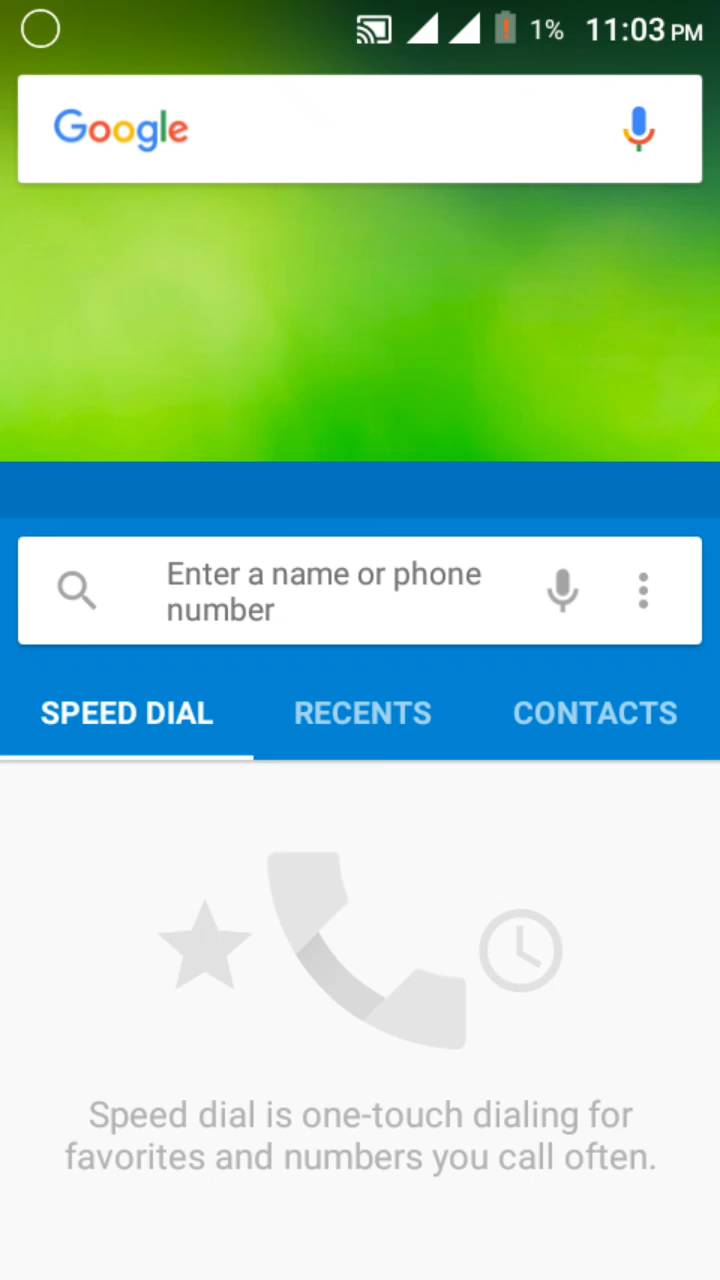 1% 11:03 PM
Google
Enter a name or phone
number
SPEED DIAL RECENTS CONTACTS
Speed dial is one-touch dialing for
favorites and numbers you call often.